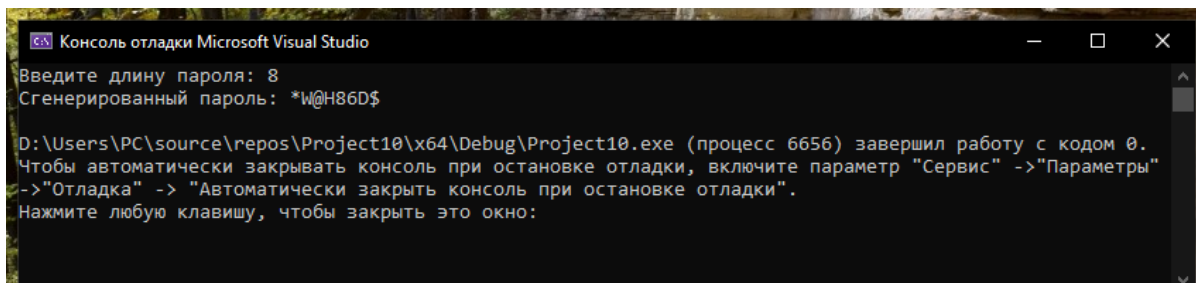 Консоль отладки Microsoft Visual Studio
Введите длину пароля: 8
Сгенерированный пароль: *W@H86D$
D:\Users\PC\source\repos\Project10\x64\Debug\Project10.exe (процесс 6656) завершил работу с кодом 0.
Чтобы автоматически закрывать консоль при остановке отладки, включите параметр "Сервис" ->"Параметры"
->"Отладка" -> "Автоматически закрыть консоль при остановке отладки".
Нажмите любую клавишу, чтобы закрыть это окно: